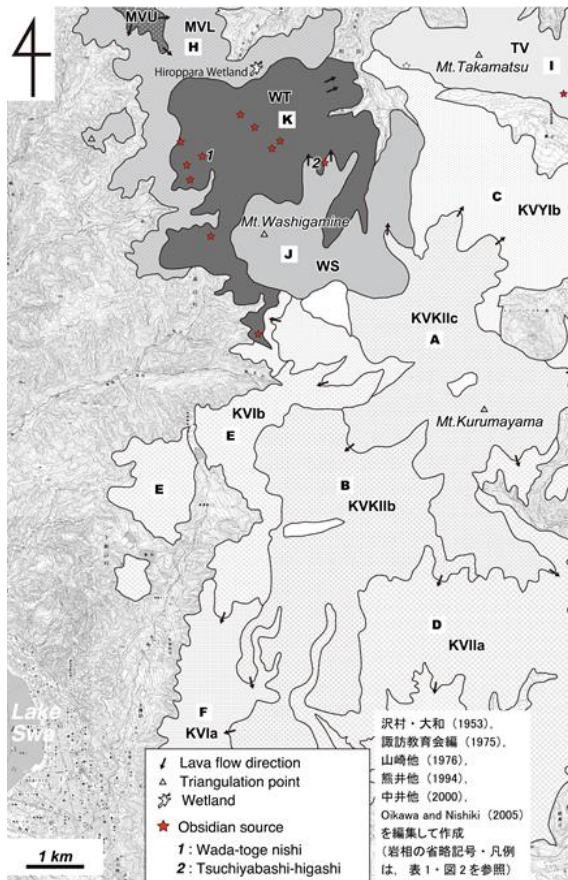 MVU
MVL
H
Hiroppara Wetland
TV
Mt.Takamatsu
I
WT
K
1
2
C
KVYIb
Mt.Washigamine
J
WS
KVKIIc
A
Mt.Kurumayama
KVIb
E
E
B
KVKIIb
D
KVIIa
F
KVIa
Lake
Swa
Lava flow direction
Triangulation point
Wetland
Obsidian source
1 : Wada-toge nishi
2 : Tsuchiyabashi-higashi
1 km
沢村・大和（1953），
諏訪教育会編（1975），
山崎他（1976），
熊井他（1994），
中井他（2000），
Oikawa and Nishiki (2005)
を編集して作成
（岩相の省略記号・凡例
は，表1・図2を参照）